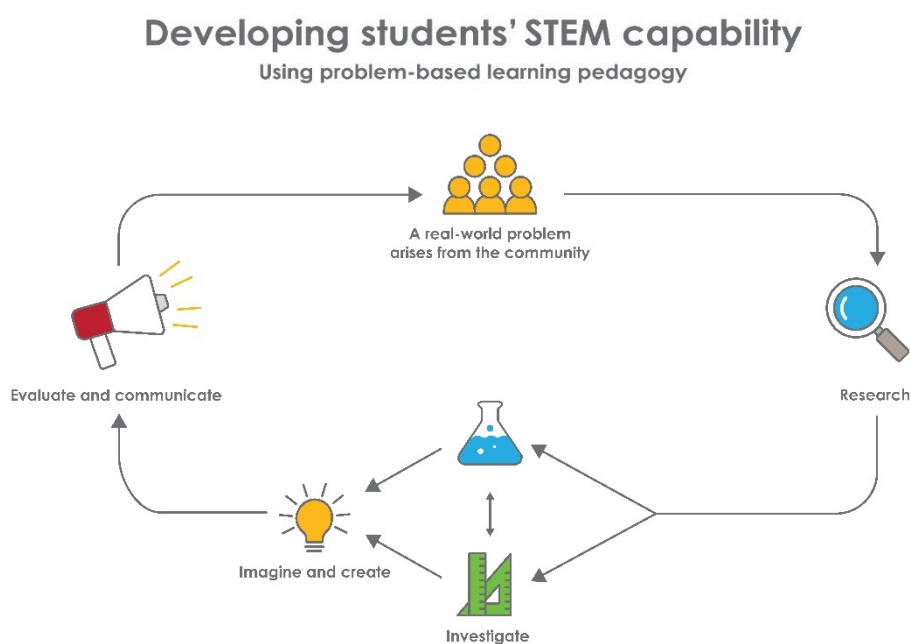 Developing students' STEM capability
Using problem-based learning pedagogy
A real-world problem
arises from the community
Research
Investigate
Imagine and create
Evaluate and communicate